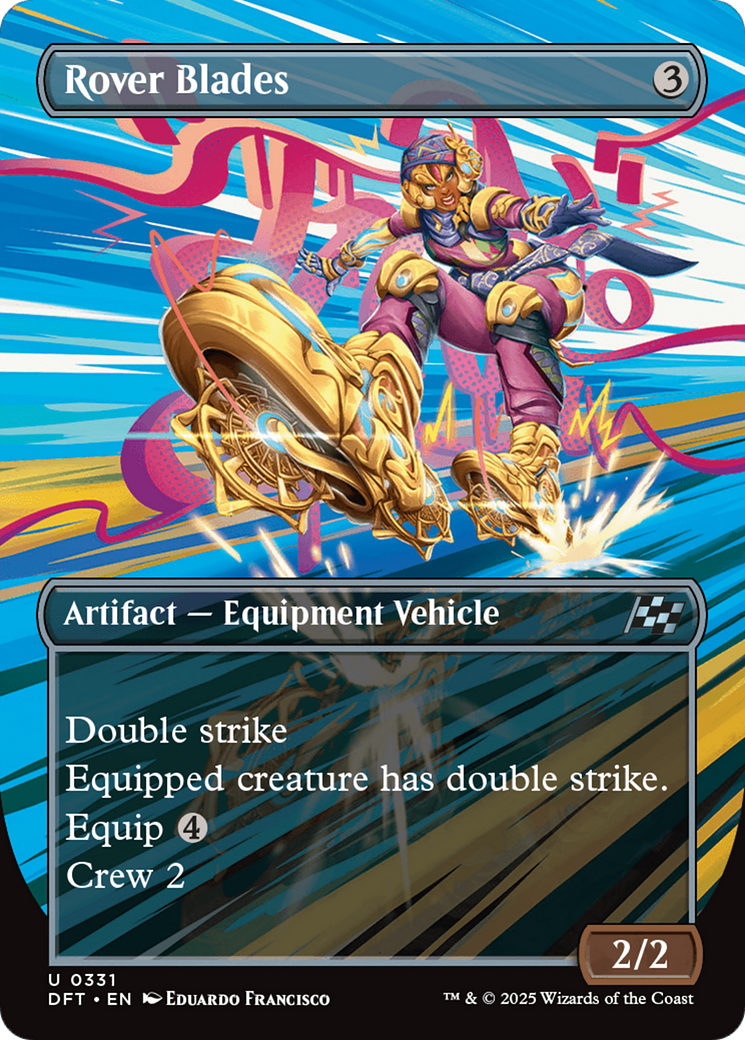 Rover Blades 3
Artifact — Equipment Vehicle
Double strike
Equipped creature has double strike.
Equip 4
Crew 2
2/2
U 0331
DFT • EN Eduardo Francisco
™ & © 2025 Wizards of the Coast